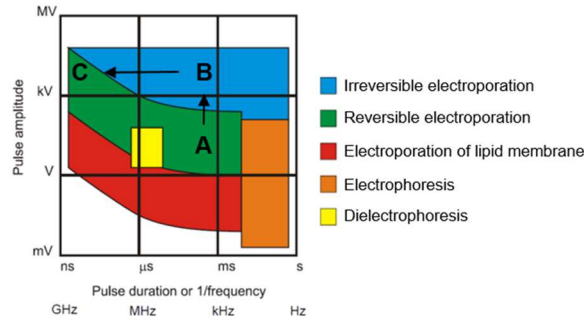 MV
kV
V
mV
Pulse amplitude
C
B
A
ns
μs
ms
s
Pulse duration or 1/frequency
GHz
MHz
kHz
Hz
Irreversible electroporation
Reversible electroporation
Electroporation of lipid membrane
Electrophoresis
Dielectrophoresis